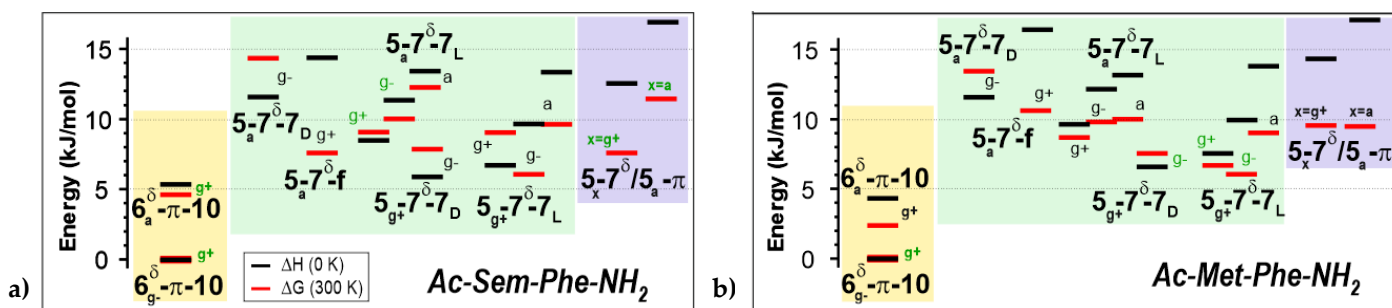 a)
Energy (kJ/mol)
15
10
5
0
6aδ-π-10
g+
6g-δ-π-10
g+
g-
5a-7δ-7D
g+
5a-7δ-f
5a-7δ-7L
g-
a
g+
g-
5g+-7δ-7D
a
g+
g-
5g+-7δ-7L
x=a
x=g+
5x-7δ/5a-π
ΔH (0 K)
ΔG (300 K)
Ac-Sem-Phe-NH2
b)
Energy (kJ/mol)
15
10
5
0
6aδ-π-10
g+
6g-δ-π-10
g+
5a-7δ-7D
g-
g+
5a-7δ-f
5a-7δ-7L
g-
a
g+
g-
5g+-7δ-7D
a
g+
g-
5g+-7δ-7L
x=g+
x=a
5x-7δ/5a-π
Ac-Met-Phe-NH2